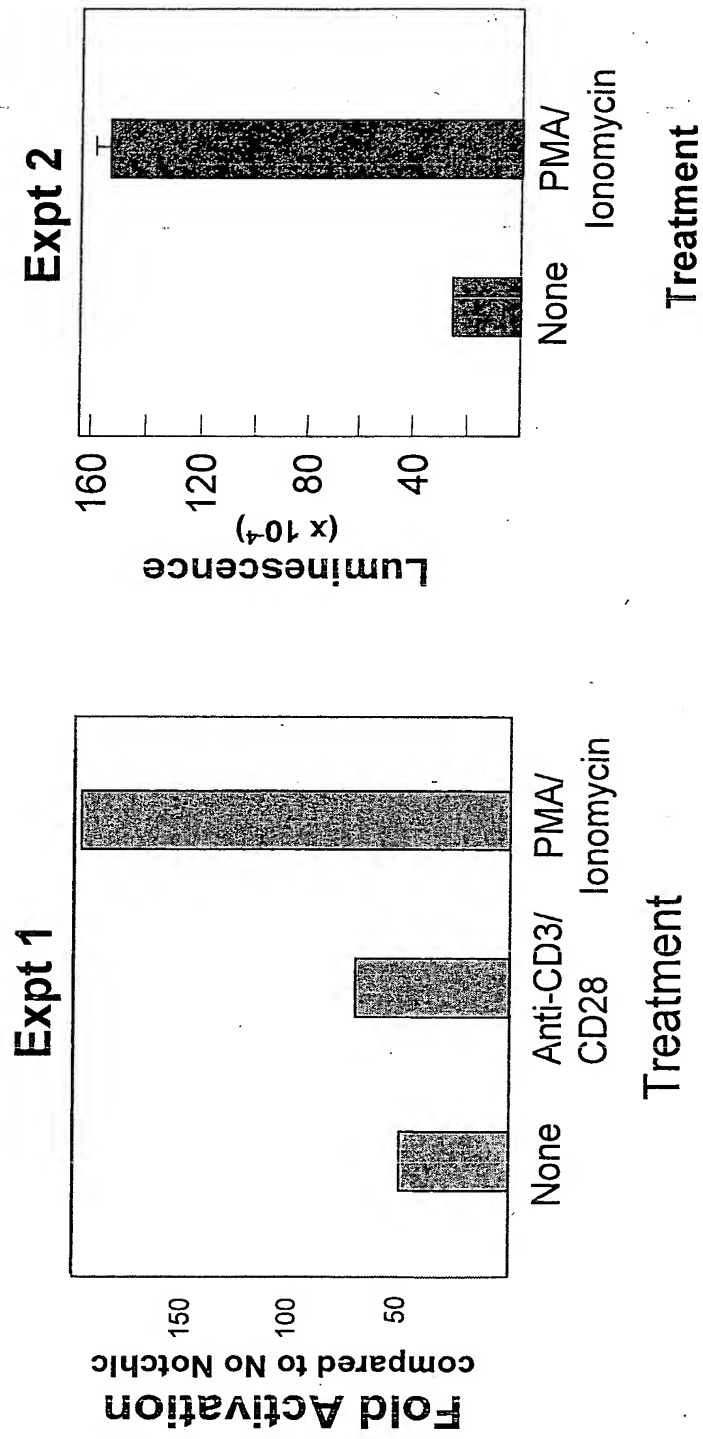 Expt 1
Fold Activation
compared to No Notchic
150
100
50
None
Anti-CD3/
CD28
PMA/
Ionomycin
Treatment
Expt 2
Luminescence
(x 10-4)
160
120
80
40
None
PMA/
Ionomycin
Treatment